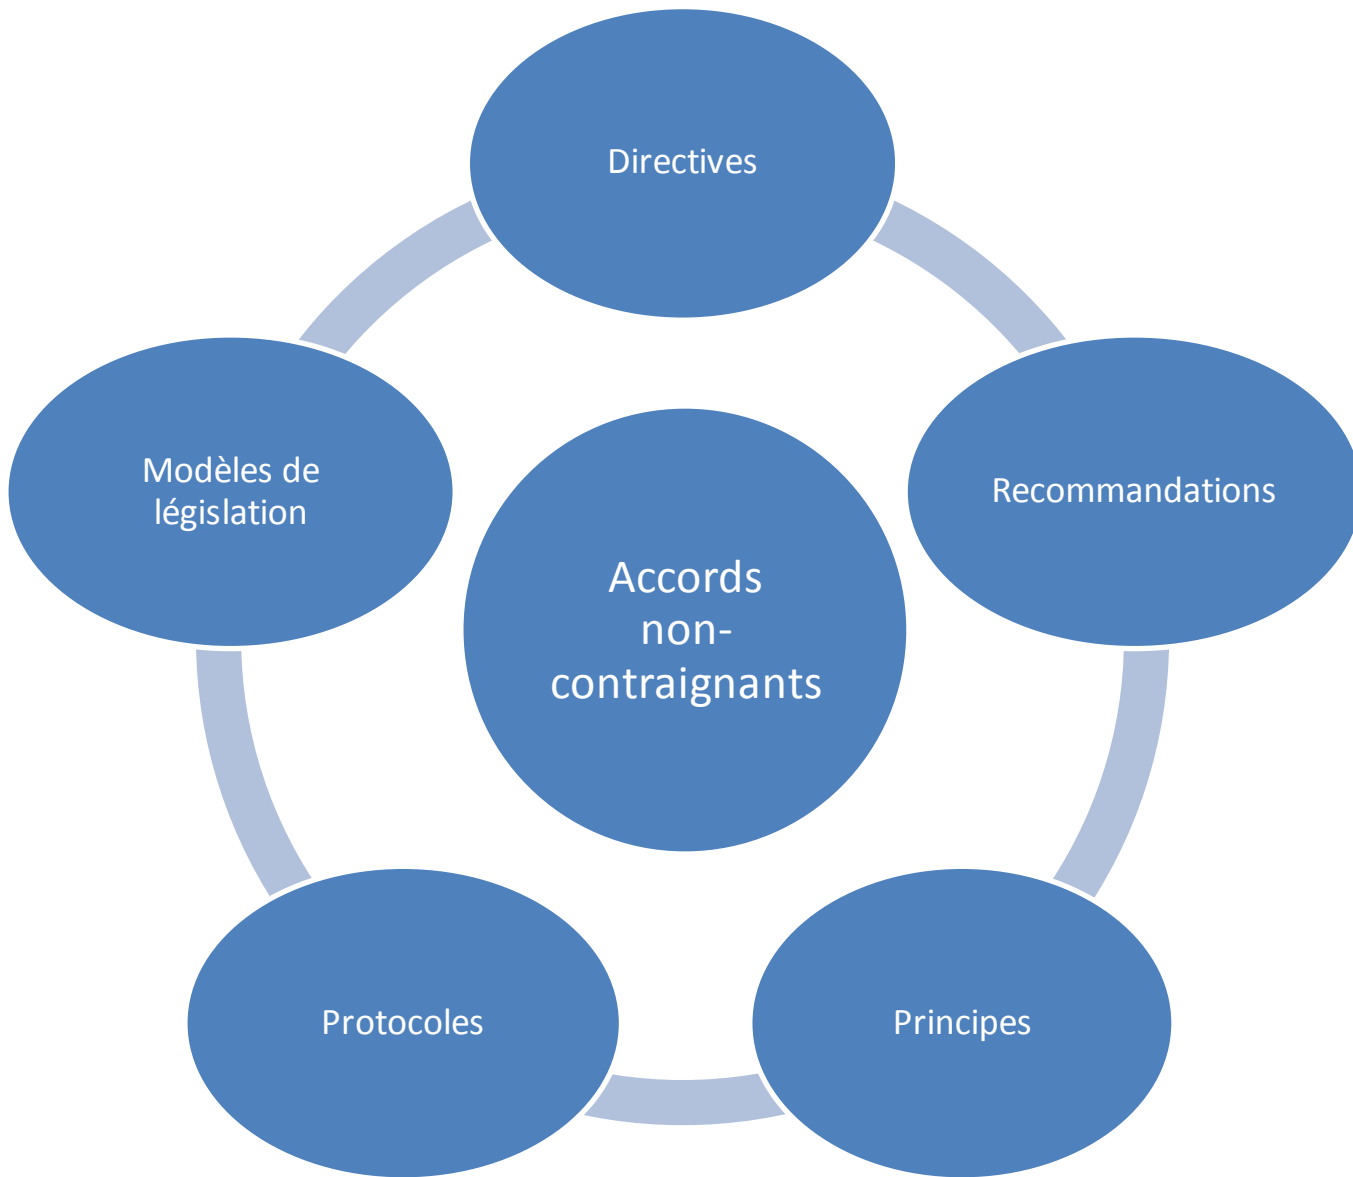 Directives
Modèles de
législation
Recommandations
Accords
non-
contraignants
Protocoles
Principes